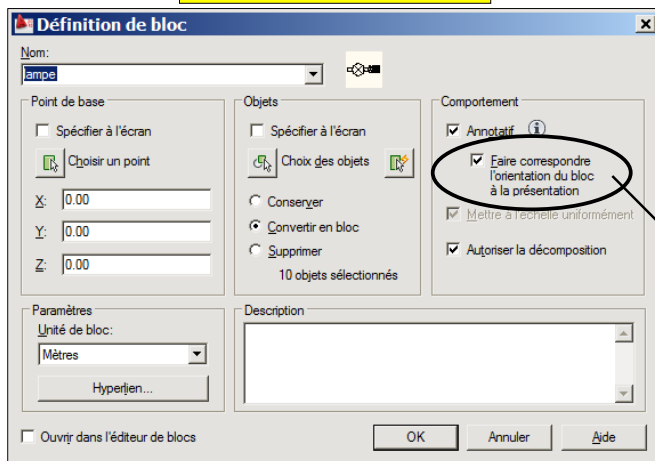 Définition de bloc
Nom:
lampe
Point de base
Spécifier à l'écran
Choisir un point
X: 0.00
Y: 0.00
Z: 0.00
Objets
Spécifier à l'écran
Choix des objets
Conserver
Convertir en bloc
Supprimer
10 objets sélectionnés
Comportement
Annotatif
Faire correspondre
l'orientation du bloc
à la présentation
Mettre à l'échelle uniformément
Autoriser la décomposition
Paramètres
Unité de bloc:
Mètres
Hyperlien...
Description
Ouvrir dans l'éditeur de blocs
OK
Annuler
Aide